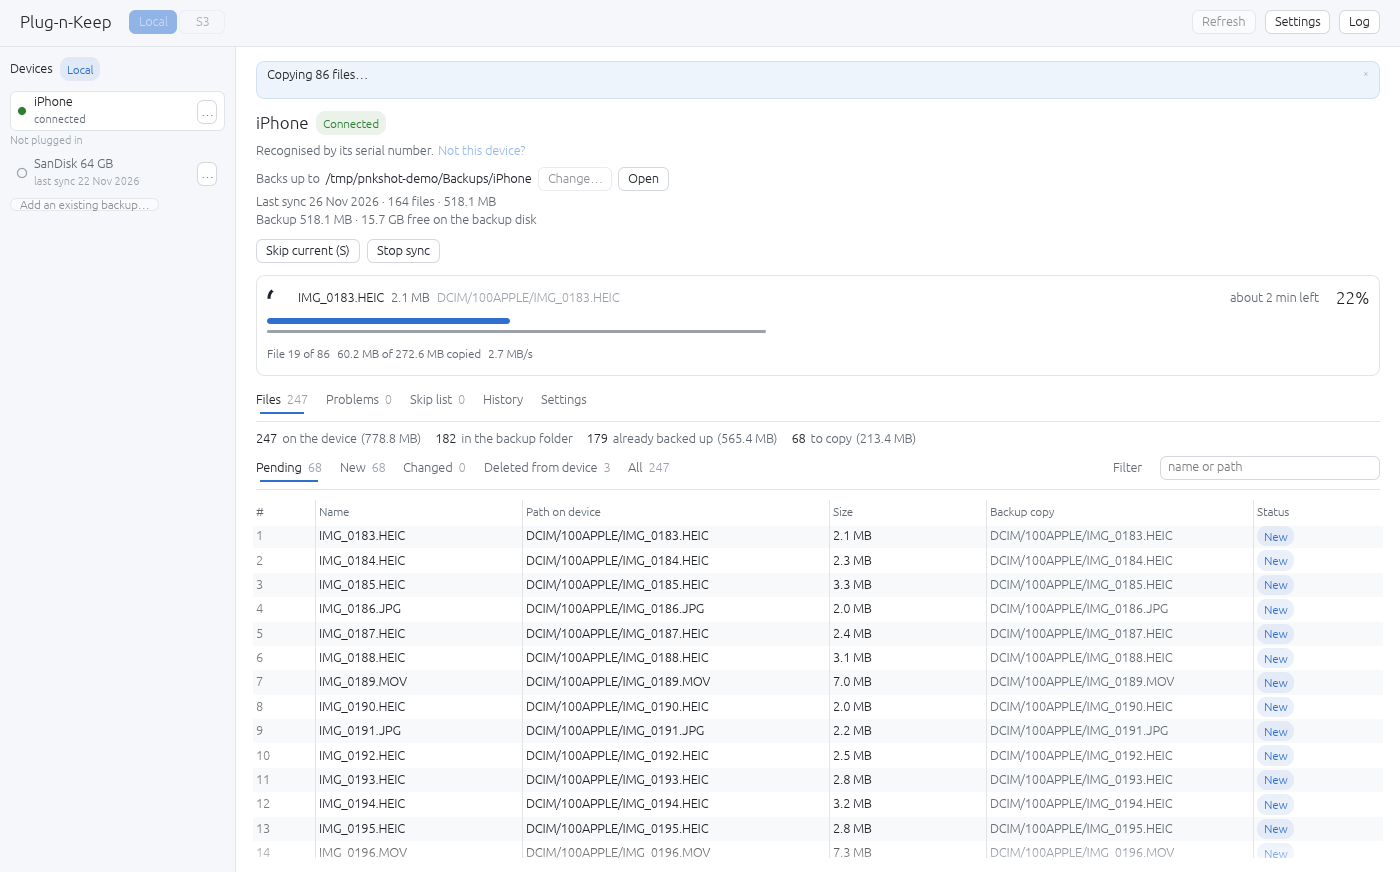 Plug-n-Keep Local S3 Refresh Settings Log
Devices Local
iPhone
connected
...
Not plugged in
SanDisk 64 GB
last sync 22 Nov 2026
...
Add an existing backup...
Copying 86 files... ×
iPhone Connected
Recognised by its serial number. Not this device?
Backs up to /tmp/pnkshot-demo/Backups/iPhone Change... Open
Last sync 26 Nov 2026 · 164 files · 518.1 MB
Backup 518.1 MB · 15.7 GB free on the backup disk
Skip current (S) Stop sync
IMG_0183.HEIC 2.1 MB DCIM/100APPLE/IMG_0183.HEIC about 2 min left 22%
File 19 of 86 60.2 MB of 272.6 MB copied 2.7 MB/s
Files 247 Problems 0 Skip list 0 History Settings
247 on the device (778.8 MB) 182 in the backup folder 179 already backed up (565.4 MB) 68 to copy (213.4 MB)
Pending 68 New 68 Changed 0 Deleted from device 3 All 247 Filter name or path
# Name Path on device Size Backup copy Status
1 IMG_0183.HEIC DCIM/100APPLE/IMG_0183.HEIC 2.1 MB DCIM/100APPLE/IMG_0183.HEIC New
2 IMG_0184.HEIC DCIM/100APPLE/IMG_0184.HEIC 2.3 MB DCIM/100APPLE/IMG_0184.HEIC New
3 IMG_0185.HEIC DCIM/100APPLE/IMG_0185.HEIC 3.3 MB DCIM/100APPLE/IMG_0185.HEIC New
4 IMG_0186.JPG DCIM/100APPLE/IMG_0186.JPG 2.0 MB DCIM/100APPLE/IMG_0186.JPG New
5 IMG_0187.HEIC DCIM/100APPLE/IMG_0187.HEIC 2.4 MB DCIM/100APPLE/IMG_0187.HEIC New
6 IMG_0188.HEIC DCIM/100APPLE/IMG_0188.HEIC 3.1 MB DCIM/100APPLE/IMG_0188.HEIC New
7 IMG_0189.MOV DCIM/100APPLE/IMG_0189.MOV 7.0 MB DCIM/100APPLE/IMG_0189.MOV New
8 IMG_0190.HEIC DCIM/100APPLE/IMG_0190.HEIC 2.0 MB DCIM/100APPLE/IMG_0190.HEIC New
9 IMG_0191.JPG DCIM/100APPLE/IMG_0191.JPG 2.2 MB DCIM/100APPLE/IMG_0191.JPG New
10 IMG_0192.HEIC DCIM/100APPLE/IMG_0192.HEIC 2.5 MB DCIM/100APPLE/IMG_0192.HEIC New
11 IMG_0193.HEIC DCIM/100APPLE/IMG_0193.HEIC 2.8 MB DCIM/100APPLE/IMG_0193.HEIC New
12 IMG_0194.HEIC DCIM/100APPLE/IMG_0194.HEIC 3.2 MB DCIM/100APPLE/IMG_0194.HEIC New
13 IMG_0195.HEIC DCIM/100APPLE/IMG_0195.HEIC 2.8 MB DCIM/100APPLE/IMG_0195.HEIC New
14 IMG_0196.MOV DCIM/100APPLE/IMG_0196.MOV 7.3 MB DCIM/100APPLE/IMG_0196.MOV New